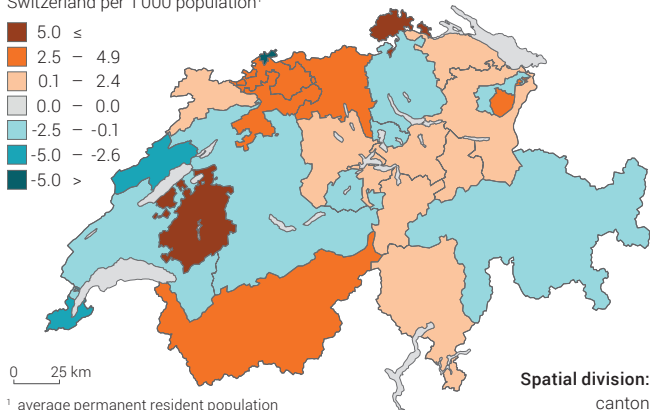 Switzerland per 1 000 population¹
5.0 ≤
2.5 – 4.9
0.1 – 2.4
0.0 – 0.0
-2.5 – -0.1
-5.0 – -2.6
-5.0 >
0 25 km
Spatial division:
¹ average permanent resident population
canton